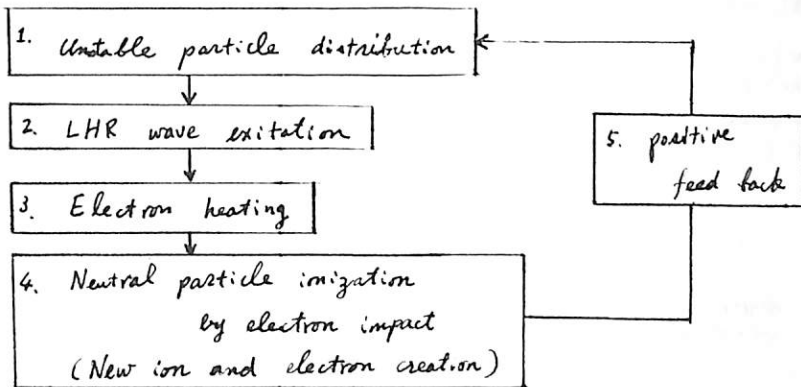 1. Unstable particle distribution
2. LHR wave exitation
3. Electron heating
4. Neutral particle ionization
by electron impact
(New ion and electron creation)
5. positive
feed back